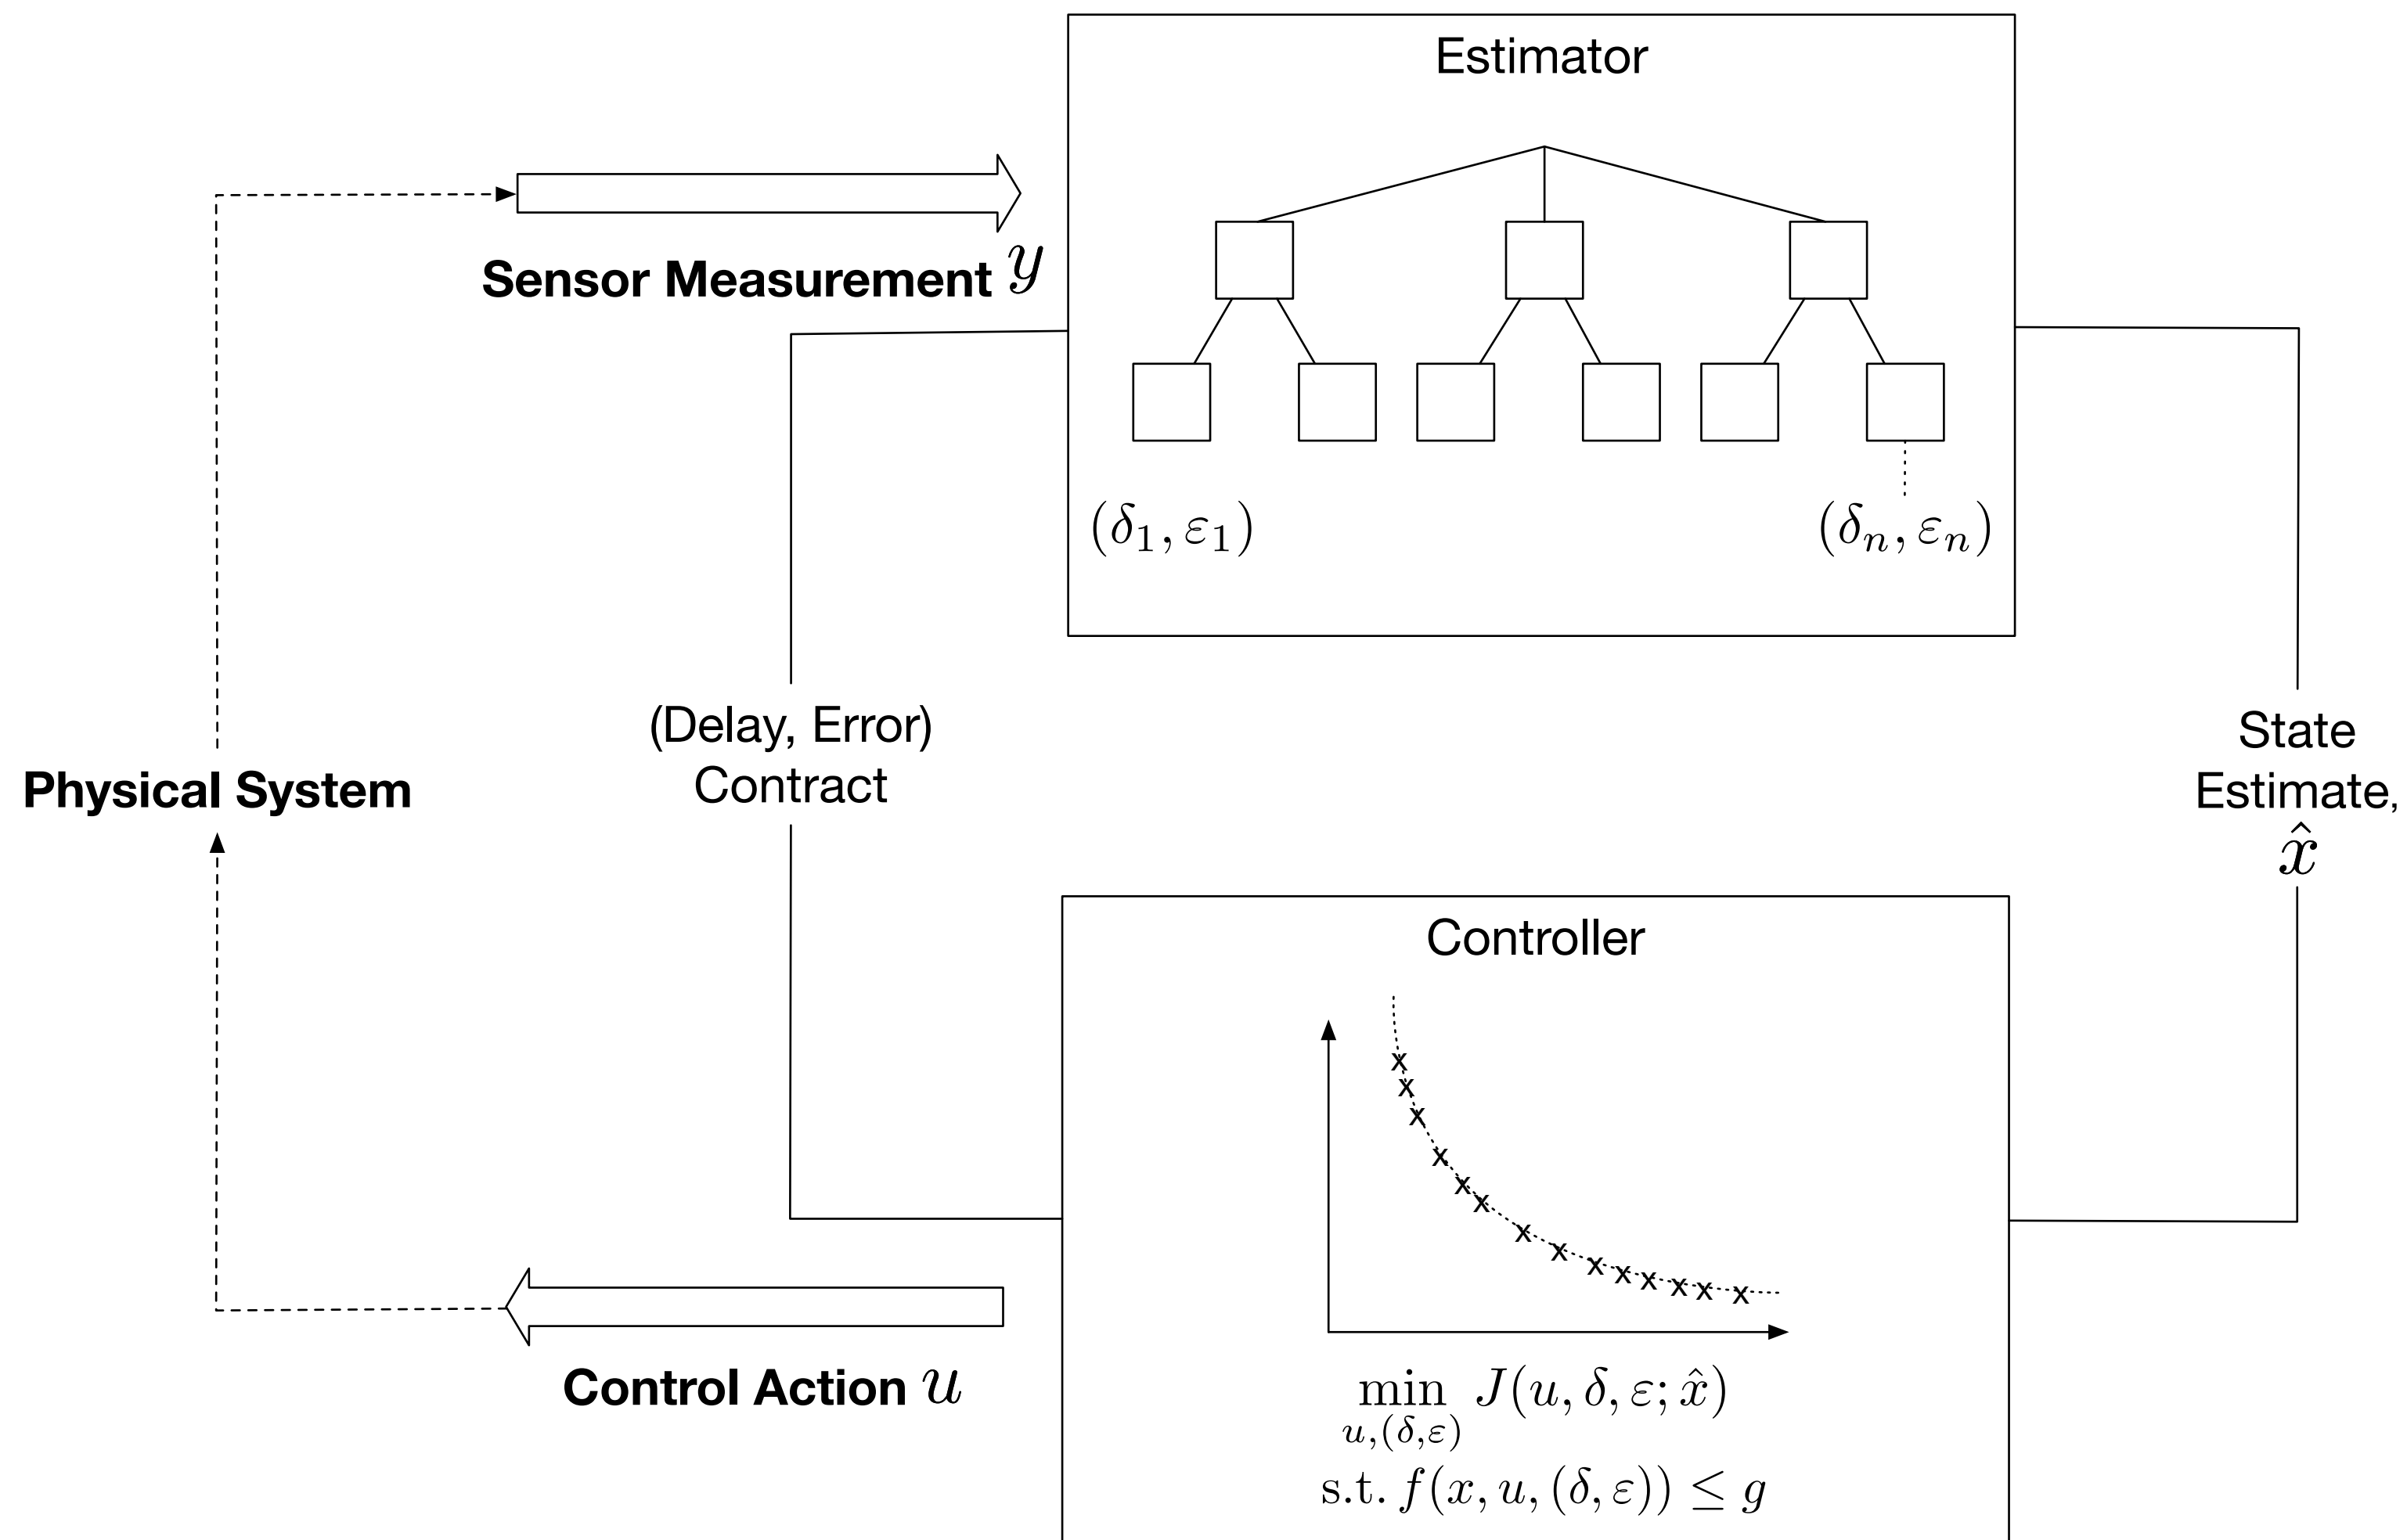 Estimator
Sensor Measurement y
(δ₁, ε₁)
(δₙ, εₙ)
(Delay, Error)
Contract
Physical System
State
Estimate,
x̂
Controller
x x x x x x x x x x x x x x
Control Action u
min J(u, δ, ε; x̂)
u,(δ,ε)
s.t. f(x, u, (δ, ε)) ≤ g